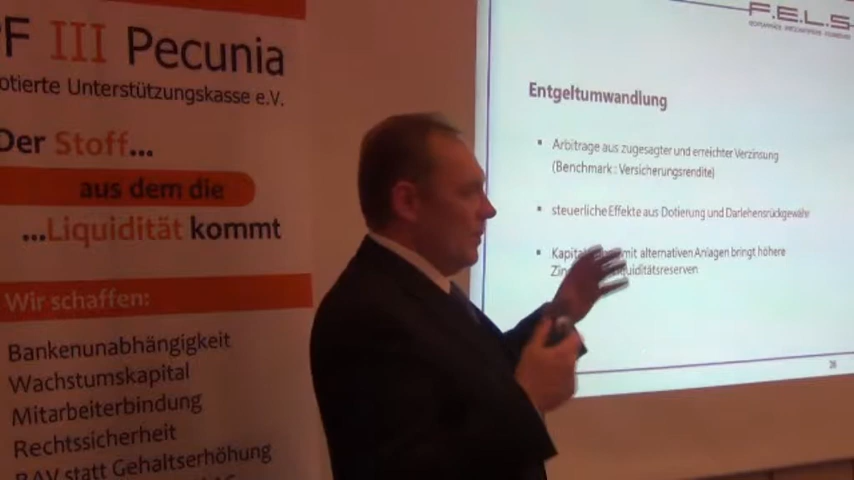 F III Pecunia
otierte Unterstützungskasse e.V.
Der Stoff...
aus dem die
...Liquidität kommt
Wir schaffen:
Bankenunabhängigkeit
Wachstumskapital
Mitarbeiterbindung
Rechtssicherheit
BAV statt Gehaltserhöhung
F.E.L.S
Entgeltumwandlung
▪ Arbitrage aus zugesagter und erreichter Verzinsung
(Benchmark: Versicherungsrendite)
▪ steuerliche Effekte aus Dotierung und Darlehensrückgewähr
▪ Kapital mit alternativen Anlagen bringt höhere
Zin Liquiditätsreserven